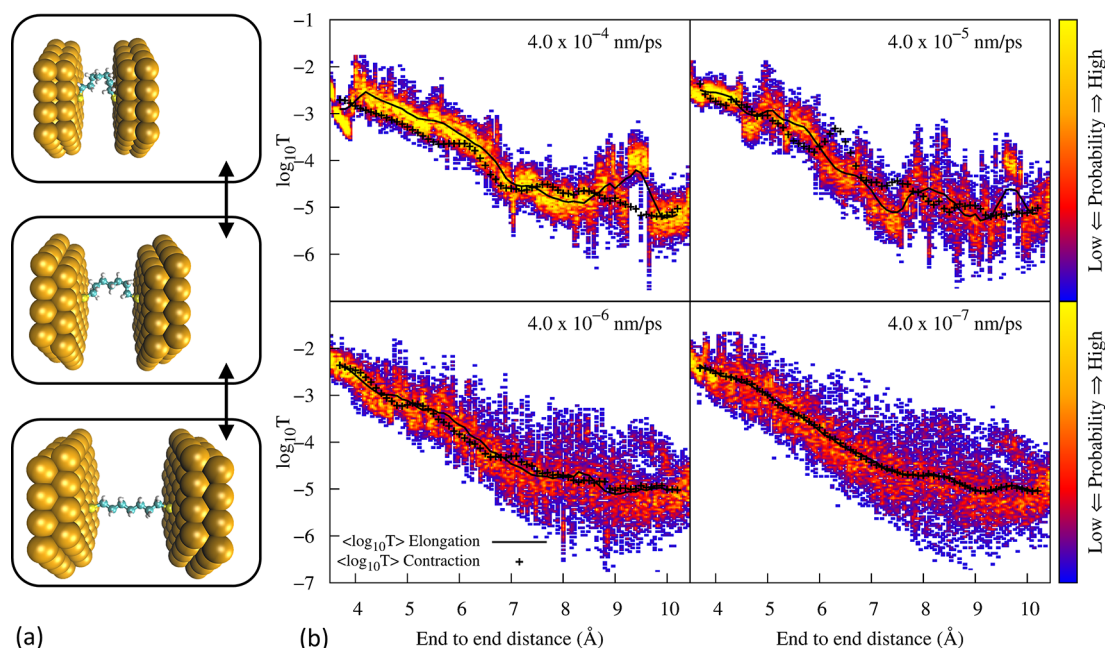 −1
−2
−3
−4
−5
−6
log₁₀T
4.0 x 10⁻⁴ nm/ps
4.0 x 10⁻⁵ nm/ps
Low ⇐ Probability ⇒ High
−2
−3
−4
−5
−6
−7
log₁₀T
4.0 x 10⁻⁶ nm/ps
4.0 x 10⁻⁷ nm/ps
<log₁₀T> Elongation
<log₁₀T> Contraction
Low ⇐ Probability ⇒ High
4 5 6 7 8 9 10
4 5 6 7 8 9 10
End to end distance (Å)
End to end distance (Å)
(a)
(b)